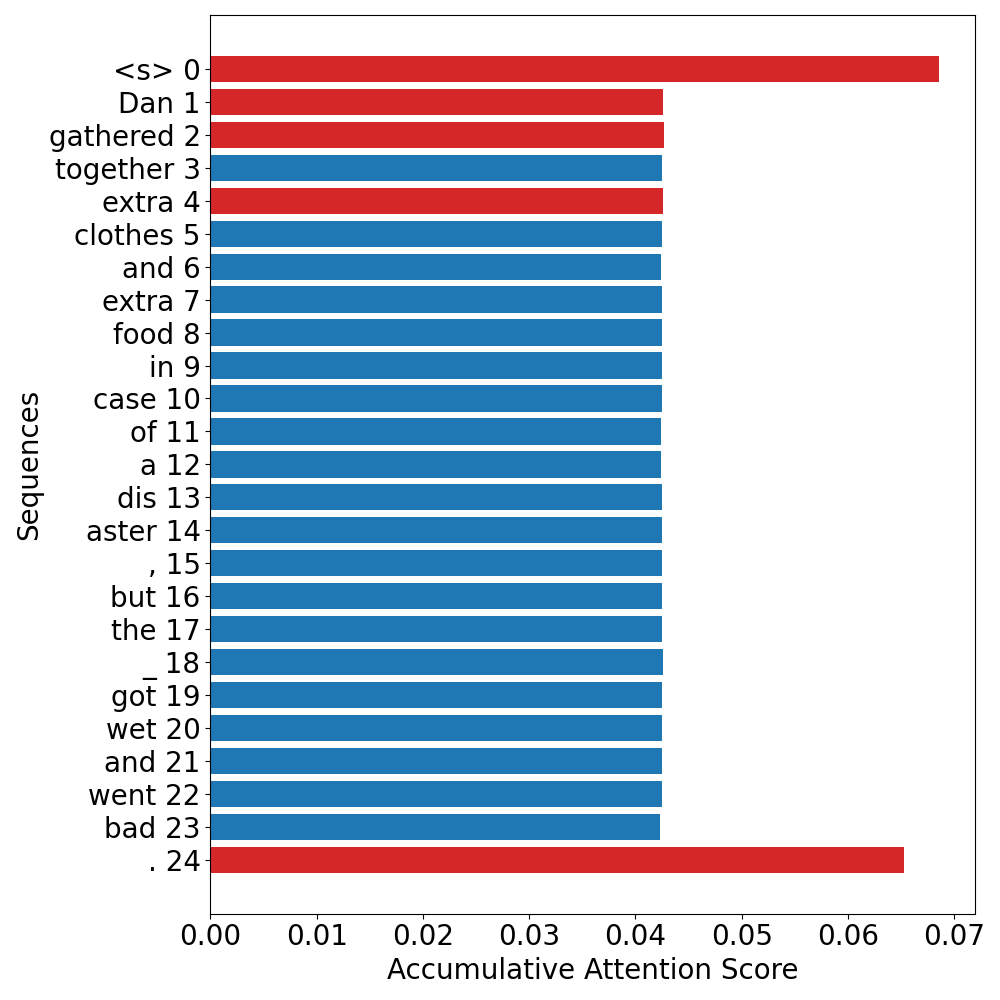 <s> 0
Dan 1
gathered 2
together 3
extra 4
clothes 5
and 6
extra 7
food 8
in 9
case 10
of 11
a 12
dis 13
aster 14
, 15
but 16
the 17
_ 18
got 19
wet 20
and 21
went 22
bad 23
. 24
Sequences
0.00 0.01 0.02 0.03 0.04 0.05 0.06 0.07
Accumulative Attention Score